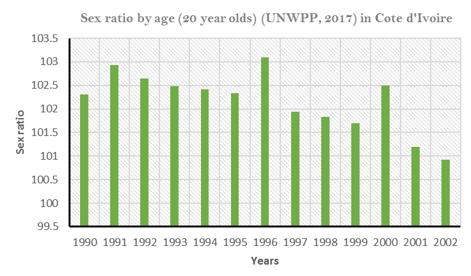 Sex ratio by age (20 year olds) (UNWPP, 2017) in Cote d'Ivoire
103.5
103
102.5
102
101.5
101
100.5
100
99.5
Sex ratio
1990 1991 1992 1993 1994 1995 1996 1997 1998 1999 2000 2001 2002
Years